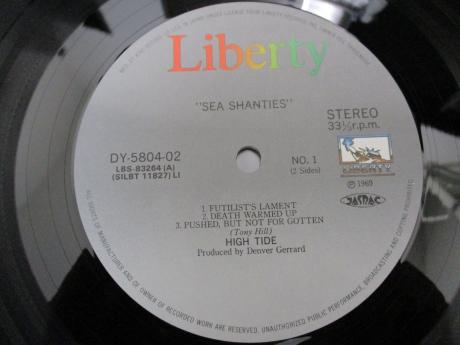 Liberty
"SEA SHANTIES"
STEREO
33⅓ r.p.m.
DY-5804-02
LBS-83264 (A)
(SILBT 11827) LI
NO. 1
(2 Sides)
LIBERTY
℗ 1969
JASRAC
1. FUTILIST'S LAMENT
2. DEATH WARMED UP
3. PUSHED, BUT NOT FOR GOTTEN
(Tony Hill)
HIGH TIDE
Produced by Denver Gerrard
ALL RIGHTS OF MANUFACTURER AND OF OWNER OF RECORDED WORK ARE RESERVED. UNAUTHORIZED PUBLIC PERFORMANCE, BROADCASTING AND COPYING PROHIBITED